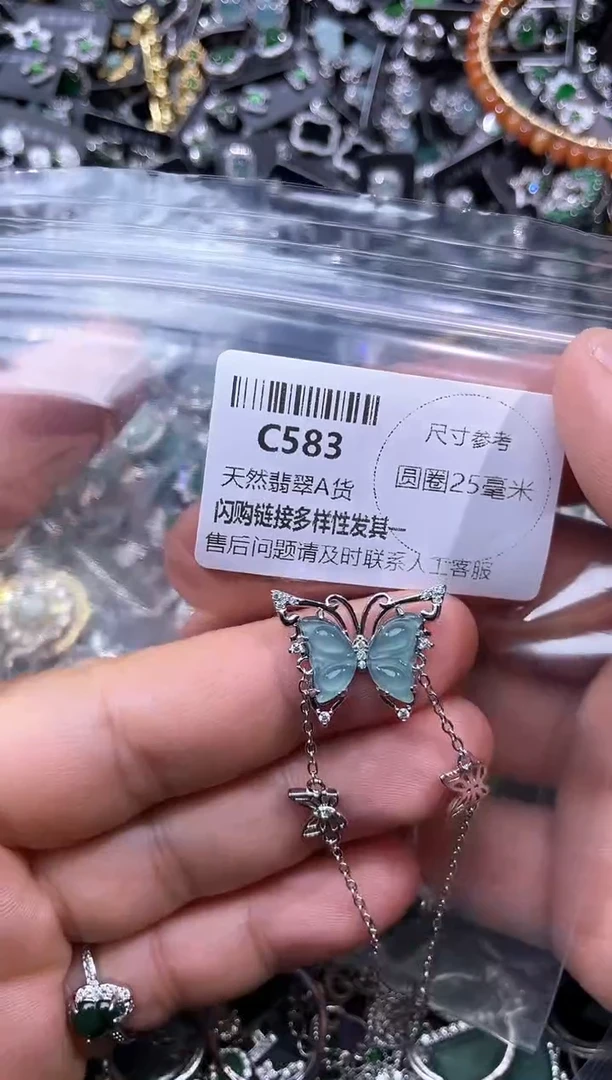 C583
尺寸参考
天然翡翠A货
圆圈25毫米
闪购链接多样性发其一
售后问题请及时联系人工客服